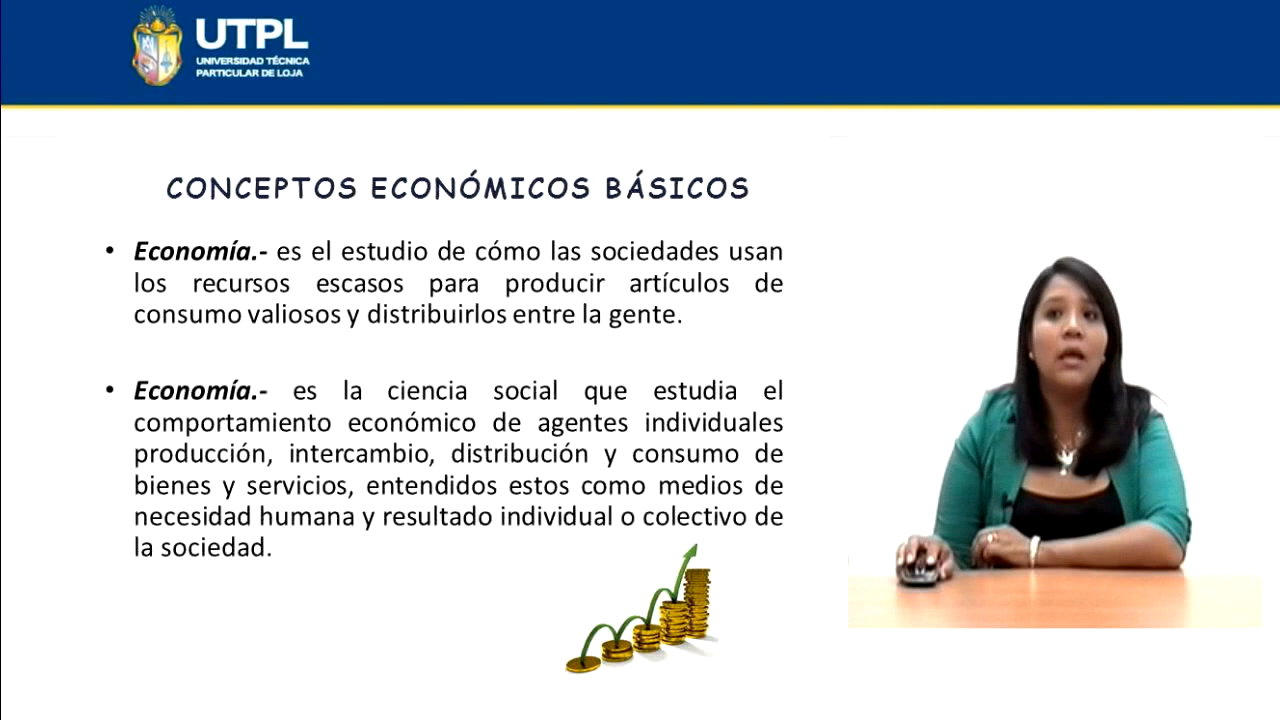 UTPL
UNIVERSIDAD TÉCNICA
PARTICULAR DE LOJA
CONCEPTOS ECONÓMICOS BÁSICOS
• Economía.- es el estudio de cómo las sociedades usan
los recursos escasos para producir artículos de
consumo valiosos y distribuirlos entre la gente.
• Economía.- es la ciencia social que estudia el
comportamiento económico de agentes individuales
producción, intercambio, distribución y consumo de
bienes y servicios, entendidos estos como medios de
necesidad humana y resultado individual o colectivo de
la sociedad.